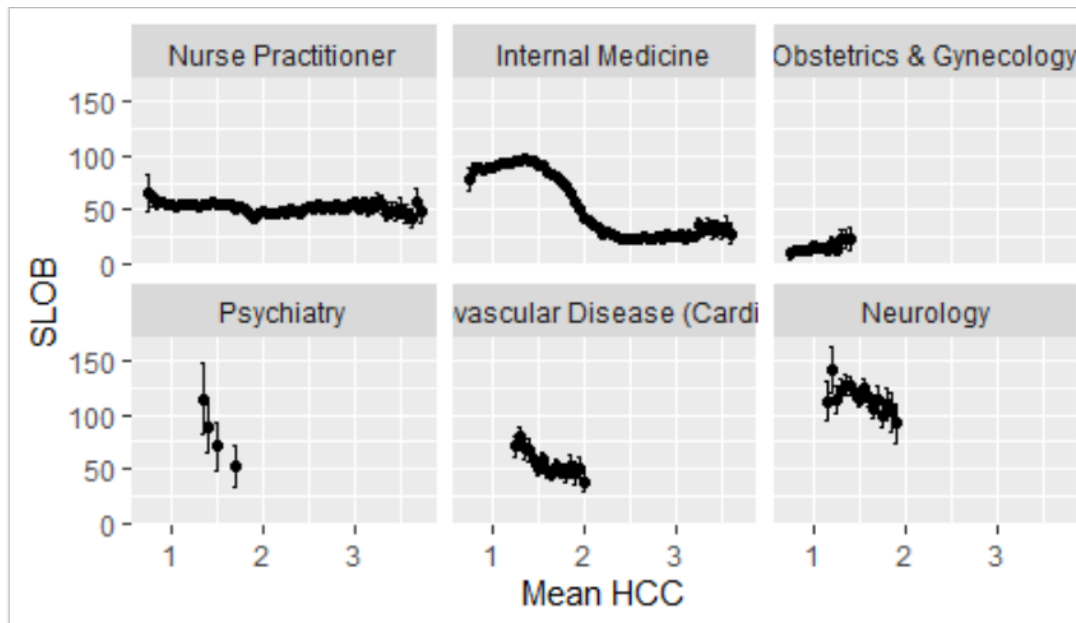 Nurse Practitioner
Internal Medicine
Obstetrics & Gynecology
150
100
50
0
Psychiatry
vascular Disease (Cardi
Neurology
150
100
50
0
1 2 3
1 2 3
1 2 3
SLOB
Mean HCC